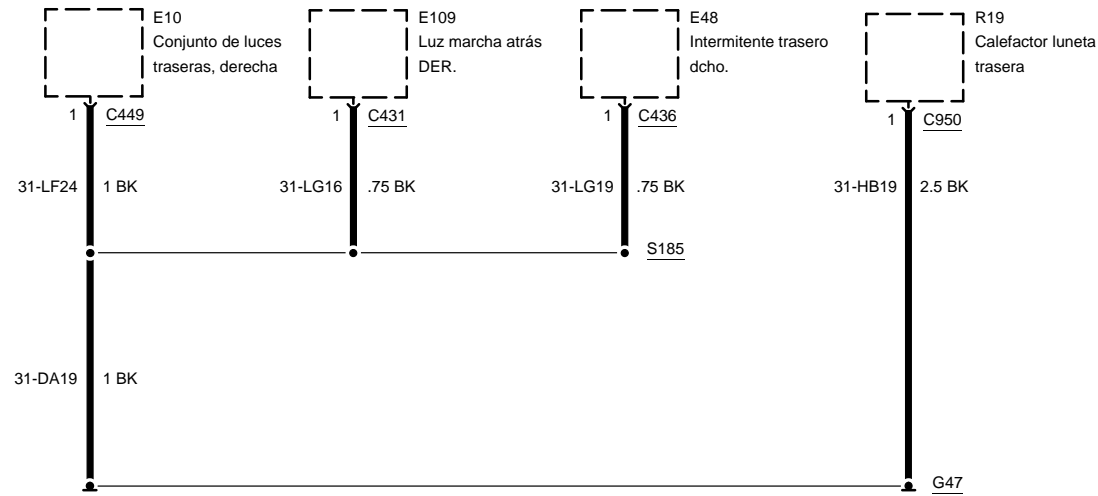 E10
Conjunto de luces
traseras, derecha
E109
Luz marcha atrás
DER.
E48
Intermitente trasero
dcho.
R19
Calefactor luneta
trasera
1 C449
1 C431
1 C436
1 C950
31-LF24 1 BK
31-LG16 .75 BK
31-LG19 .75 BK
31-HB19 2.5 BK
S185
31-DA19 1 BK
G47